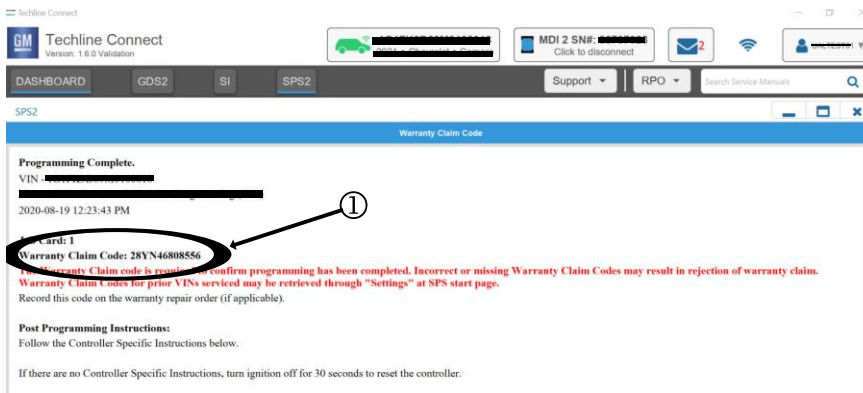 Techline Connect
GM
Techline Connect
Version: 1.6.0 Validation
2021 • Chevrolet • Camaro
MDI 2 SN#:
Click to disconnect
2
DASHBOARD GDS2 SI SPS2 Support RPO Search Service Manuals
SPS2
Warranty Claim Code
Programming Complete.
VIN -
2020-08-19 12:23:43 PM
①
Card: 1
Warranty Claim Code: 28YN46808556
The Warranty Claim code is required to confirm programming has been completed. Incorrect or missing Warranty Claim Codes may result in rejection of warranty claim.
Warranty Claim Codes for prior VINs serviced may be retrieved through "Settings" at SPS start page.
Record this code on the warranty repair order (if applicable).
Post Programming Instructions:
Follow the Controller Specific Instructions below.
If there are no Controller Specific Instructions, turn ignition off for 30 seconds to reset the controller.